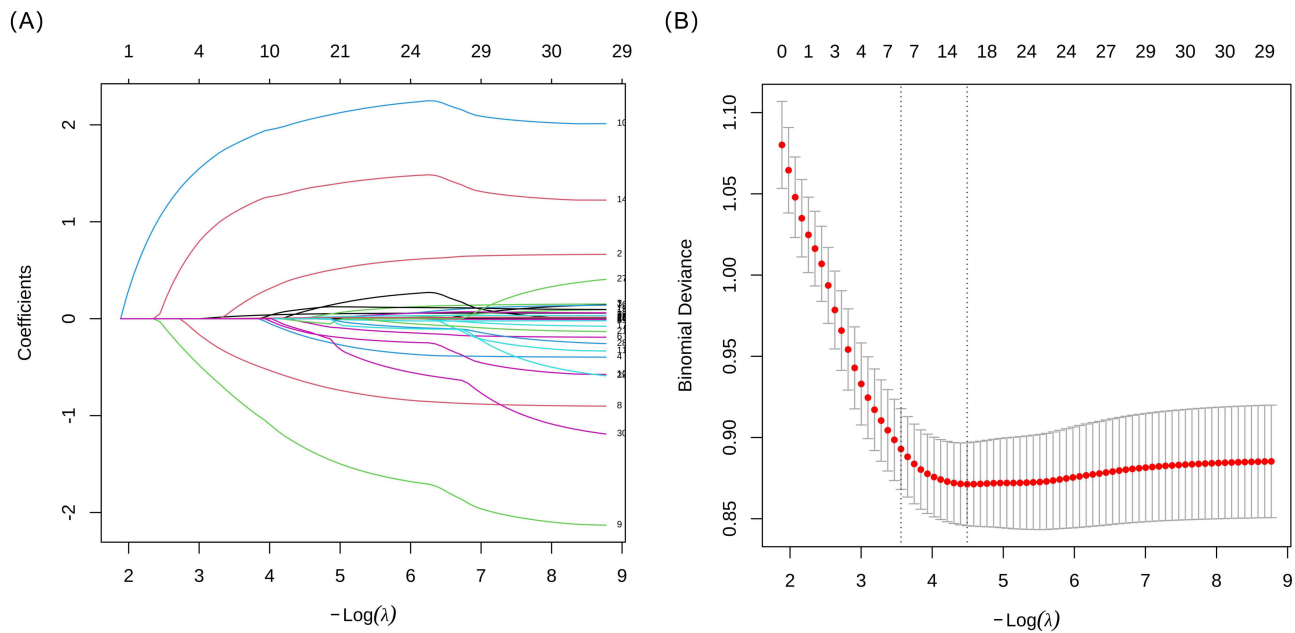 (A)
1 4 10 21 24 29 30 29
Coefficients
2
1
0
-1
-2
10
14
2
27
4
8
30
9
2 3 4 5 6 7 8 9
−Log(λ)
(B)
0 1 3 4 7 7 14 18 24 24 27 29 30 30 29
Binomial Deviance
1.10
1.05
1.00
0.95
0.90
0.85
2 3 4 5 6 7 8 9
−Log(λ)